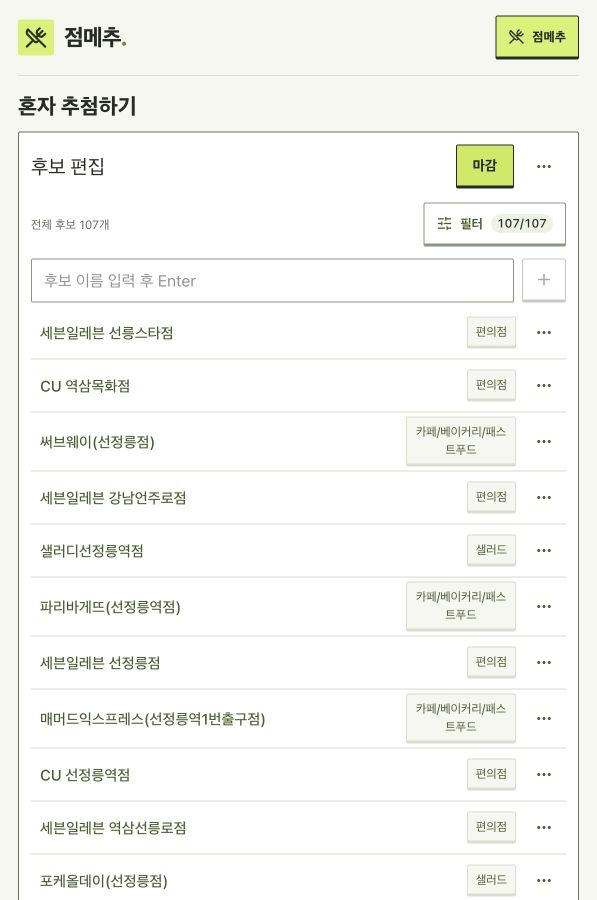 점메추.
점메추
혼자 추첨하기
후보 편집
마감
전체 후보 107개
필터 107/107
후보 이름 입력 후 Enter
세븐일레븐 선릉스타점
편의점
CU 역삼목화점
편의점
써브웨이(선정릉점)
카페/베이커리/패스
트푸드
세븐일레븐 강남언주로점
편의점
샐러디선정릉역점
샐러드
파리바게뜨(선정릉역점)
카페/베이커리/패스
트푸드
세븐일레븐 선정릉점
편의점
매머드익스프레스(선정릉역1번출구점)
카페/베이커리/패스
트푸드
CU 선정릉역점
편의점
세븐일레븐 역삼선릉로점
편의점
포케올데이(선정릉점)
샐러드